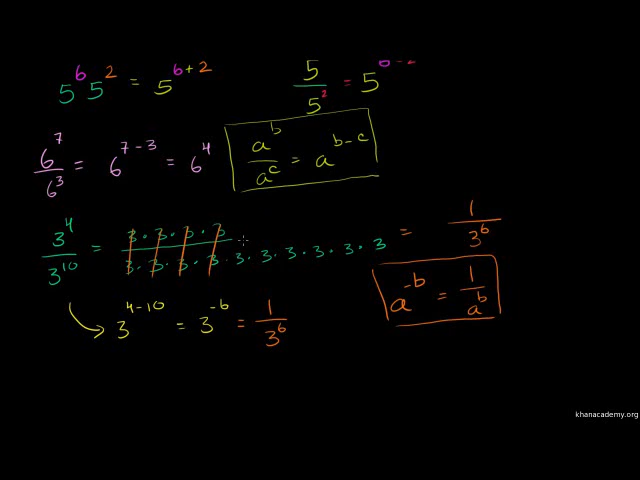 5^6 5^2 = 5^(6+2)
5/5^2 = 5
6^7/6^3 = 6^(7-3) = 6^4
a^b/a^c = a^(b-c)
3^4/3^10 = 3·3·3·3/3·3·3·3·3·3·3·3·3·3 = 1/3^6
3^(4-10) = 3^-6 = 1/3^6
a^-b = 1/a^b
khanacademy.org